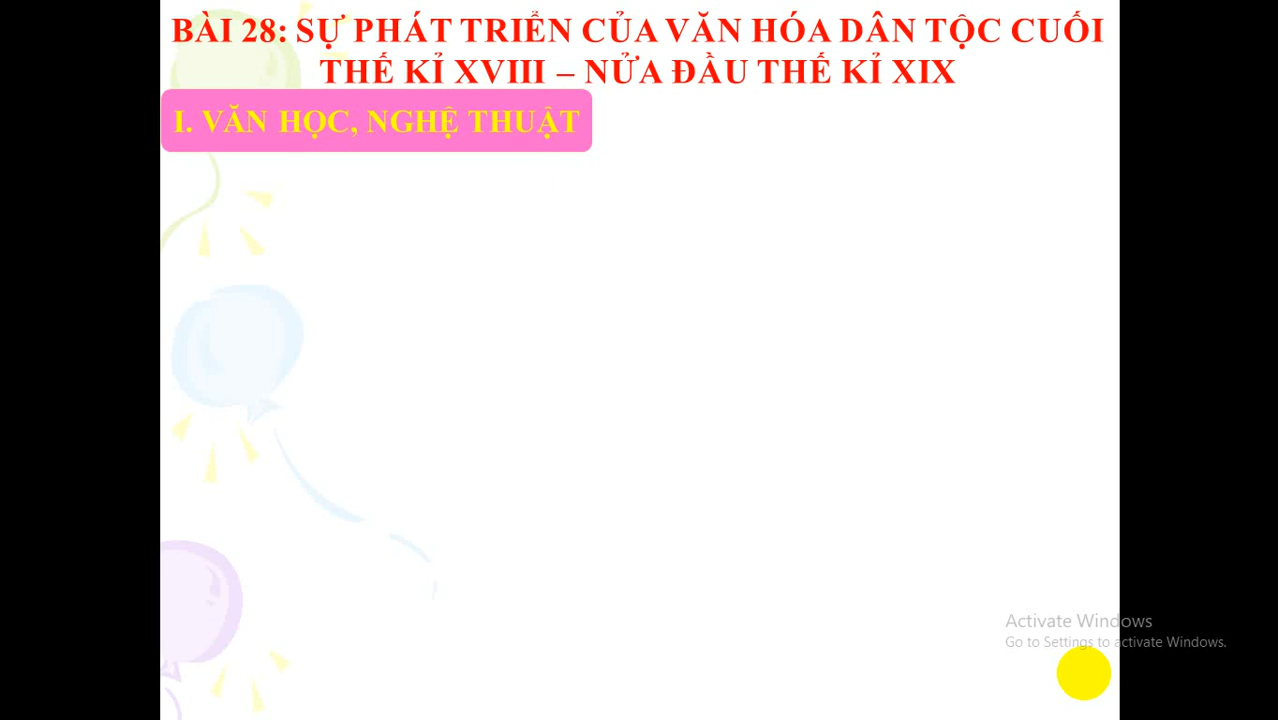 BÀI 28: SỰ PHÁT TRIỂN CỦA VĂN HÓA DÂN TỘC CUỐI
THẾ KỈ XVIII – NỬA ĐẦU THẾ KỈ XIX
I. VĂN HỌC, NGHỆ THUẬT
Activate Windows
Go to Settings to activate Windows.